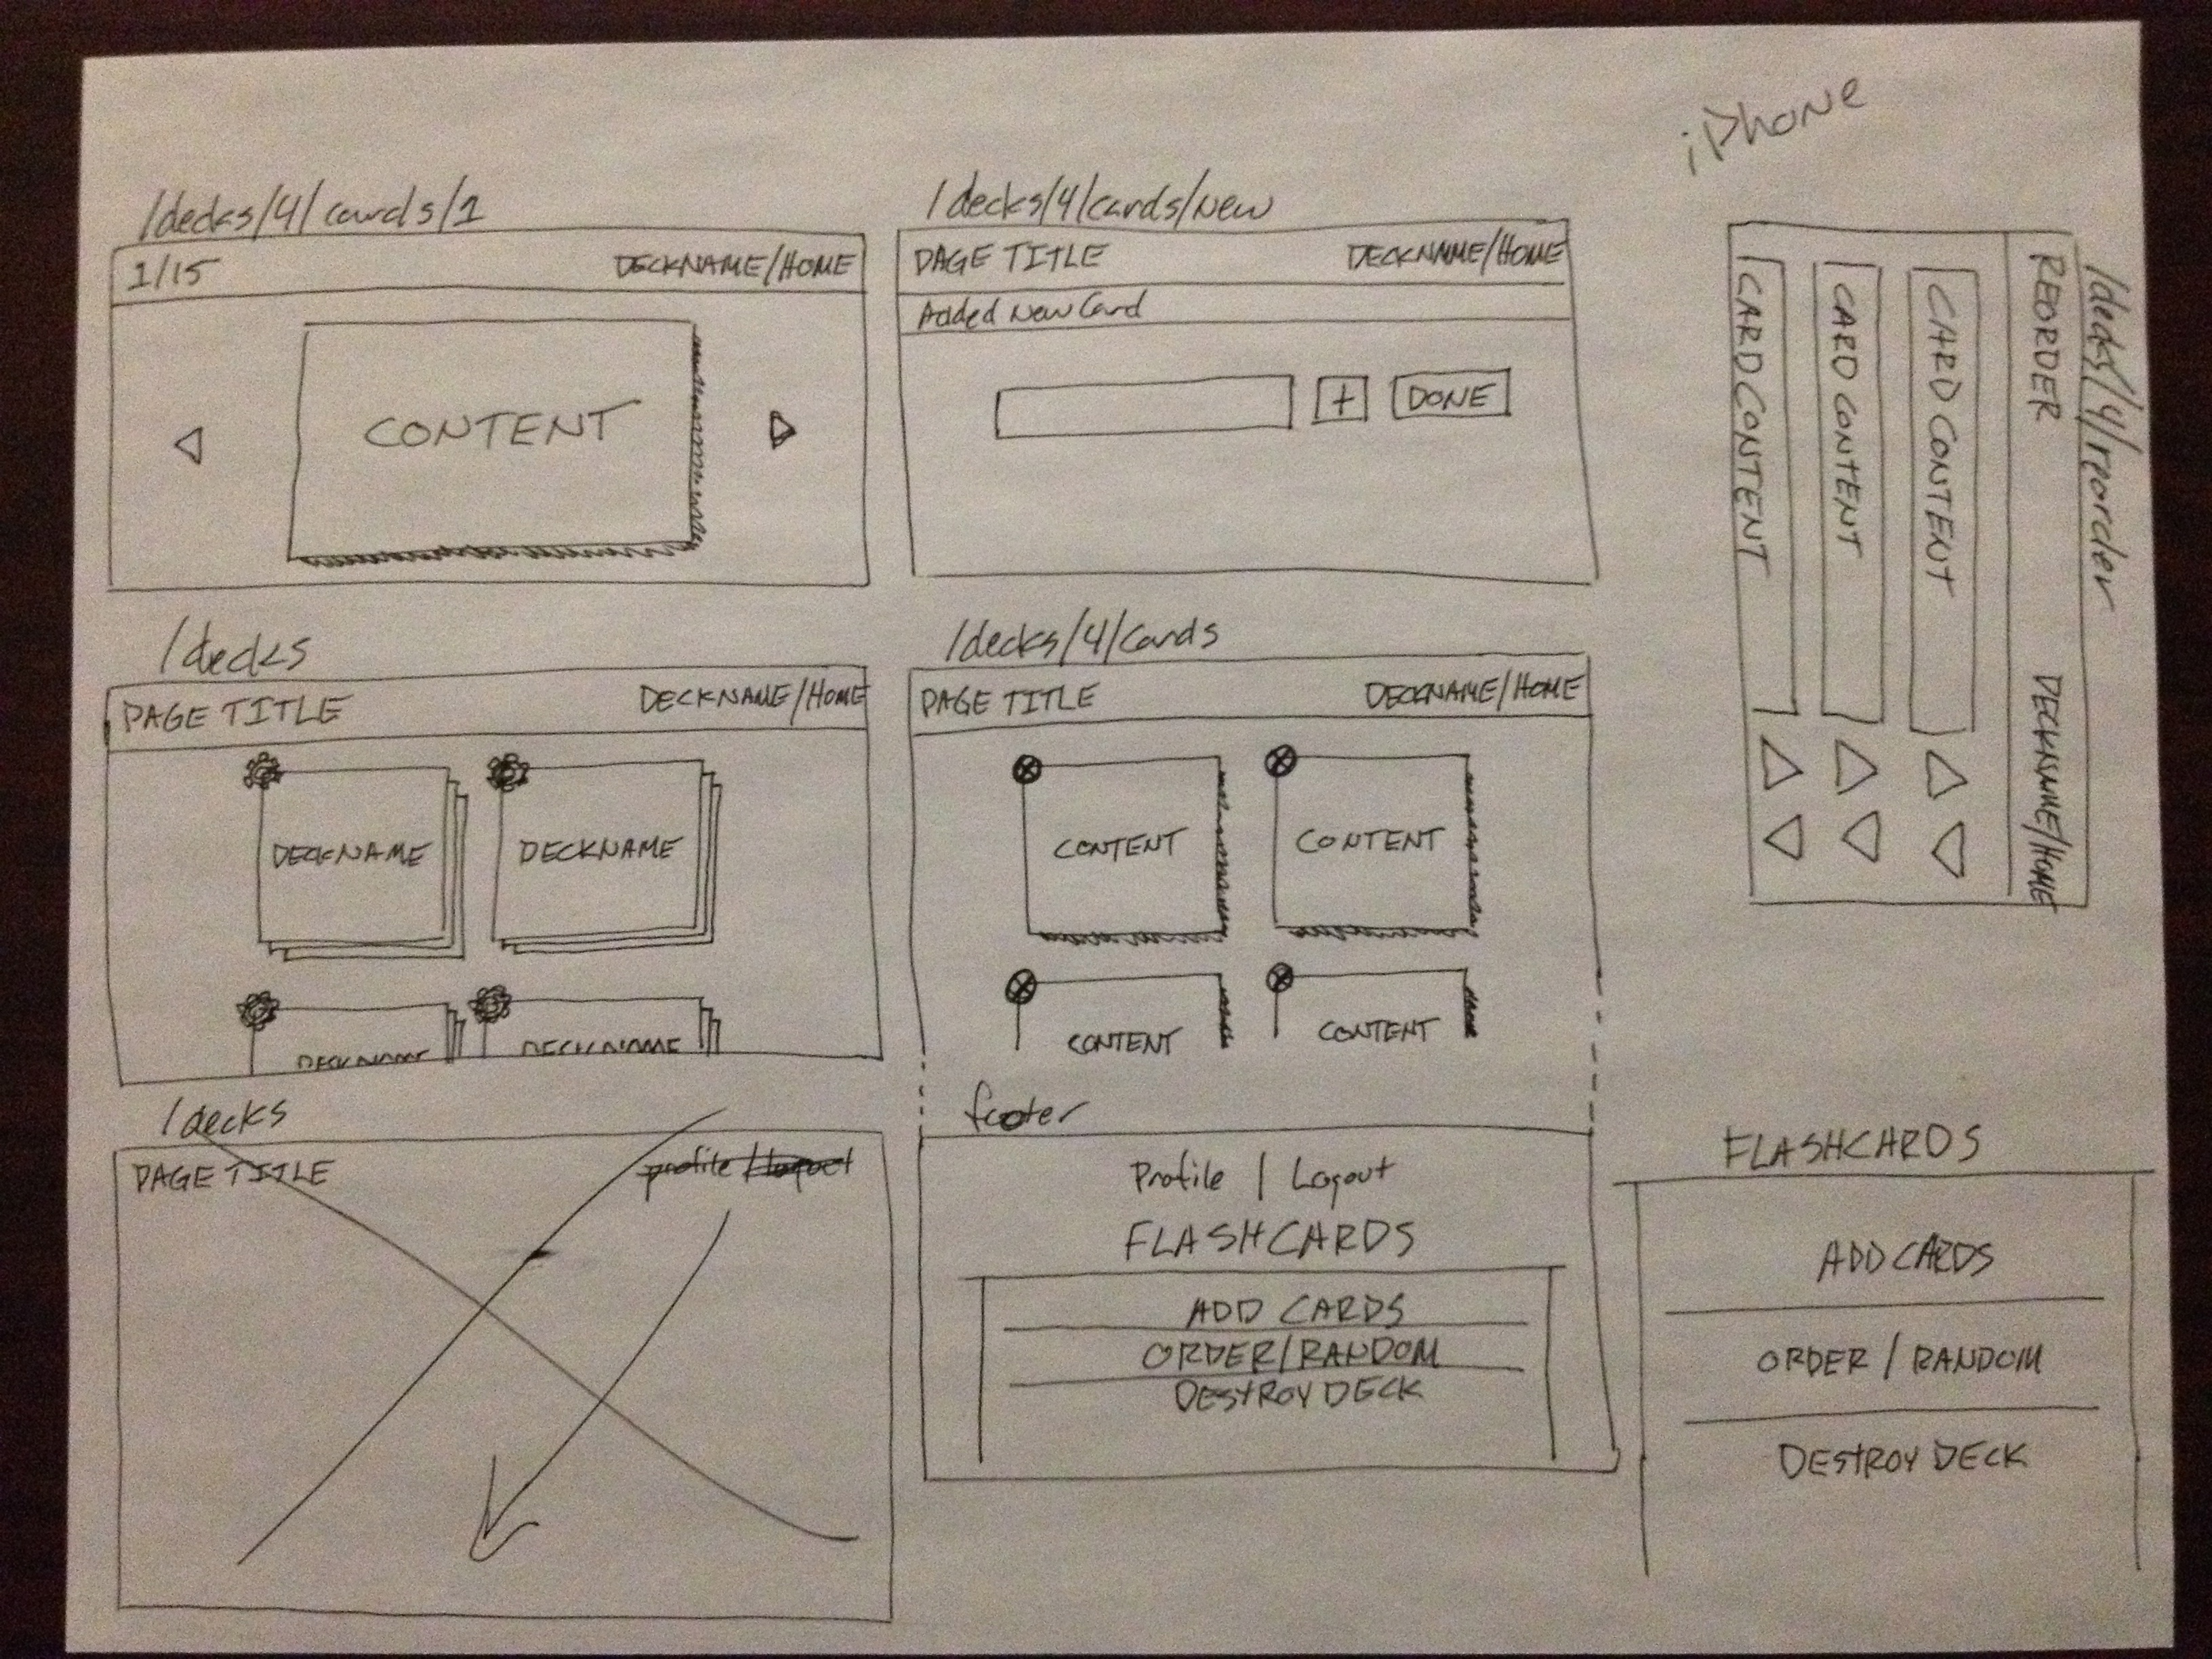 iPhone
/decks/4/cards/1
1/15 DECKNAME/HOME
CONTENT
/decks/4/cards/new
PAGE TITLE DECKNAME/HOME
Added New Card
+ DONE
/decks/4/reorder
REORDER DECKNAME/HOME
CARD CONTENT
CARD CONTENT
CARD CONTENT
/decks
PAGE TITLE DECKNAME/HOME
DECKNAME DECKNAME
DECKNAME DECKNAME
/decks/4/cards
PAGE TITLE DECKNAME/HOME
CONTENT CONTENT
CONTENT CONTENT
/decks
PAGE TITLE profile/logout
footer
Profile | Logout
FLASHCARDS
ADD CARDS
ORDER/RANDOM
DESTROY DECK
FLASHCARDS
ADD CARDS
ORDER / RANDOM
DESTROY DECK